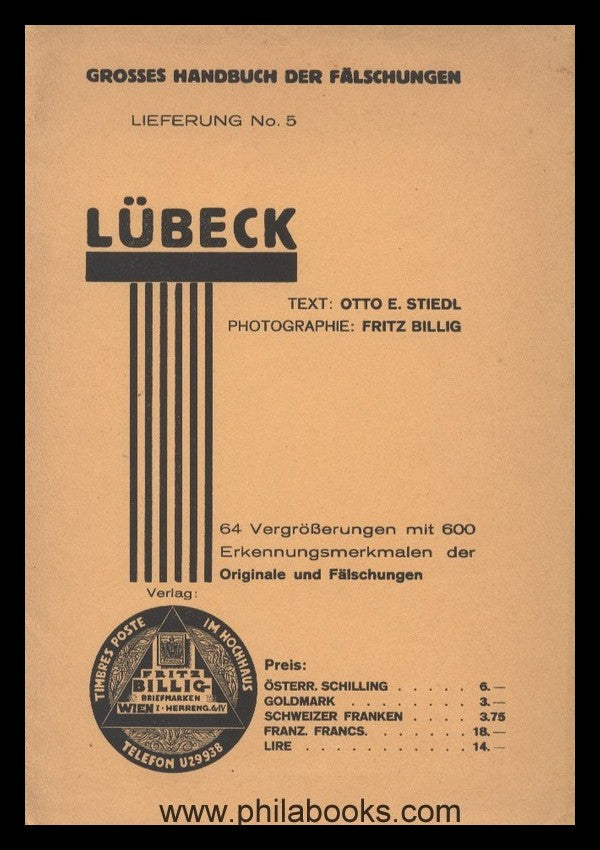 GROSSES HANDBUCH DER FÄLSCHUNGEN
LIEFERUNG No. 5
LÜBECK
TEXT: OTTO E. STIEDL
PHOTOGRAPHIE: FRITZ BILLIG
64 Vergrößerungen mit 600
Erkennungsmerkmalen der
Originale und Fälschungen
Verlag:
TIMBRES POSTE IM HOCHHAUS
FRITZ
BILLIG
BRIEFMARKEN
WIEN I. HERRENG. 6/IV
TELEFON U29938
Preis:
ÖSTERR. SCHILLING . . . . . 6.—
GOLDMARK . . . . . . . . 3.—
SCHWEIZER FRANKEN . . . . 3.75
FRANZ. FRANCS. . . . . . . 18.—
LIRE . . . . . . . . . . . 14.—
www.philabooks.com